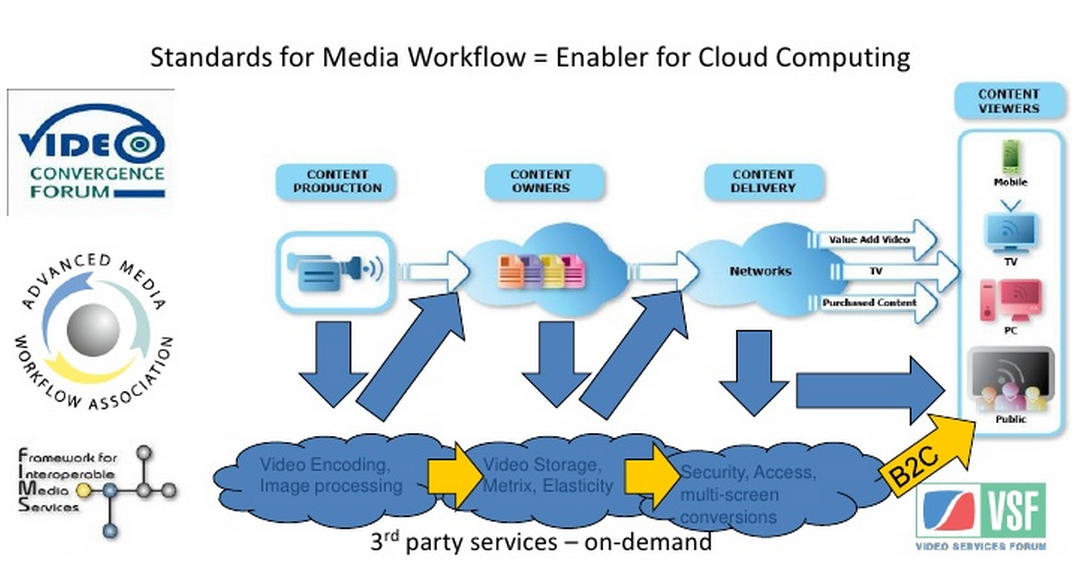 Standards for Media Workflow = Enabler for Cloud Computing
VIDEO
CONVERGENCE
FORUM
CONTENT
VIEWERS
CONTENT
PRODUCTION
CONTENT
OWNERS
CONTENT
DELIVERY
Mobile
Value Add Video
Networks
TV
TV
Purchased Content
PC
Public
ADVANCED MEDIA
WORKFLOW ASSOCIATION
Framework for
Interoperable
Media
Services
Video Encoding,
Image processing
Video Storage,
Metrix, Elasticity
Security, Access,
multi-screen
conversions
B2C
3rd party services – on-demand
VSF
VIDEO SERVICES FORUM